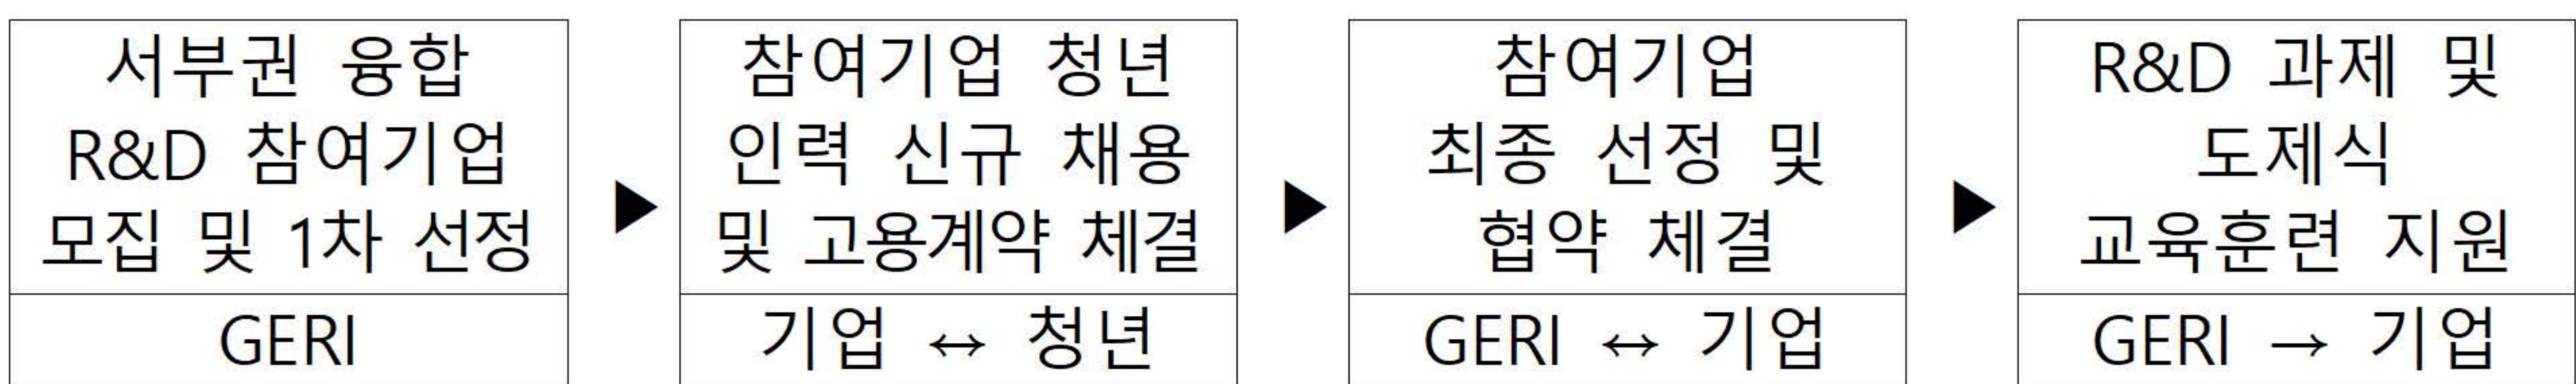 서부권 융합
R&D 참여기업
모집 및 1차 선정
GERI
▶
참여기업 청년
인력 신규 채용
및 고용계약 체결
기업 ↔ 청년
▶
참여기업
최종 선정 및
협약 체결
GERI ↔ 기업
▶
R&D 과제 및
도제식
교육훈련 지원
GERI → 기업